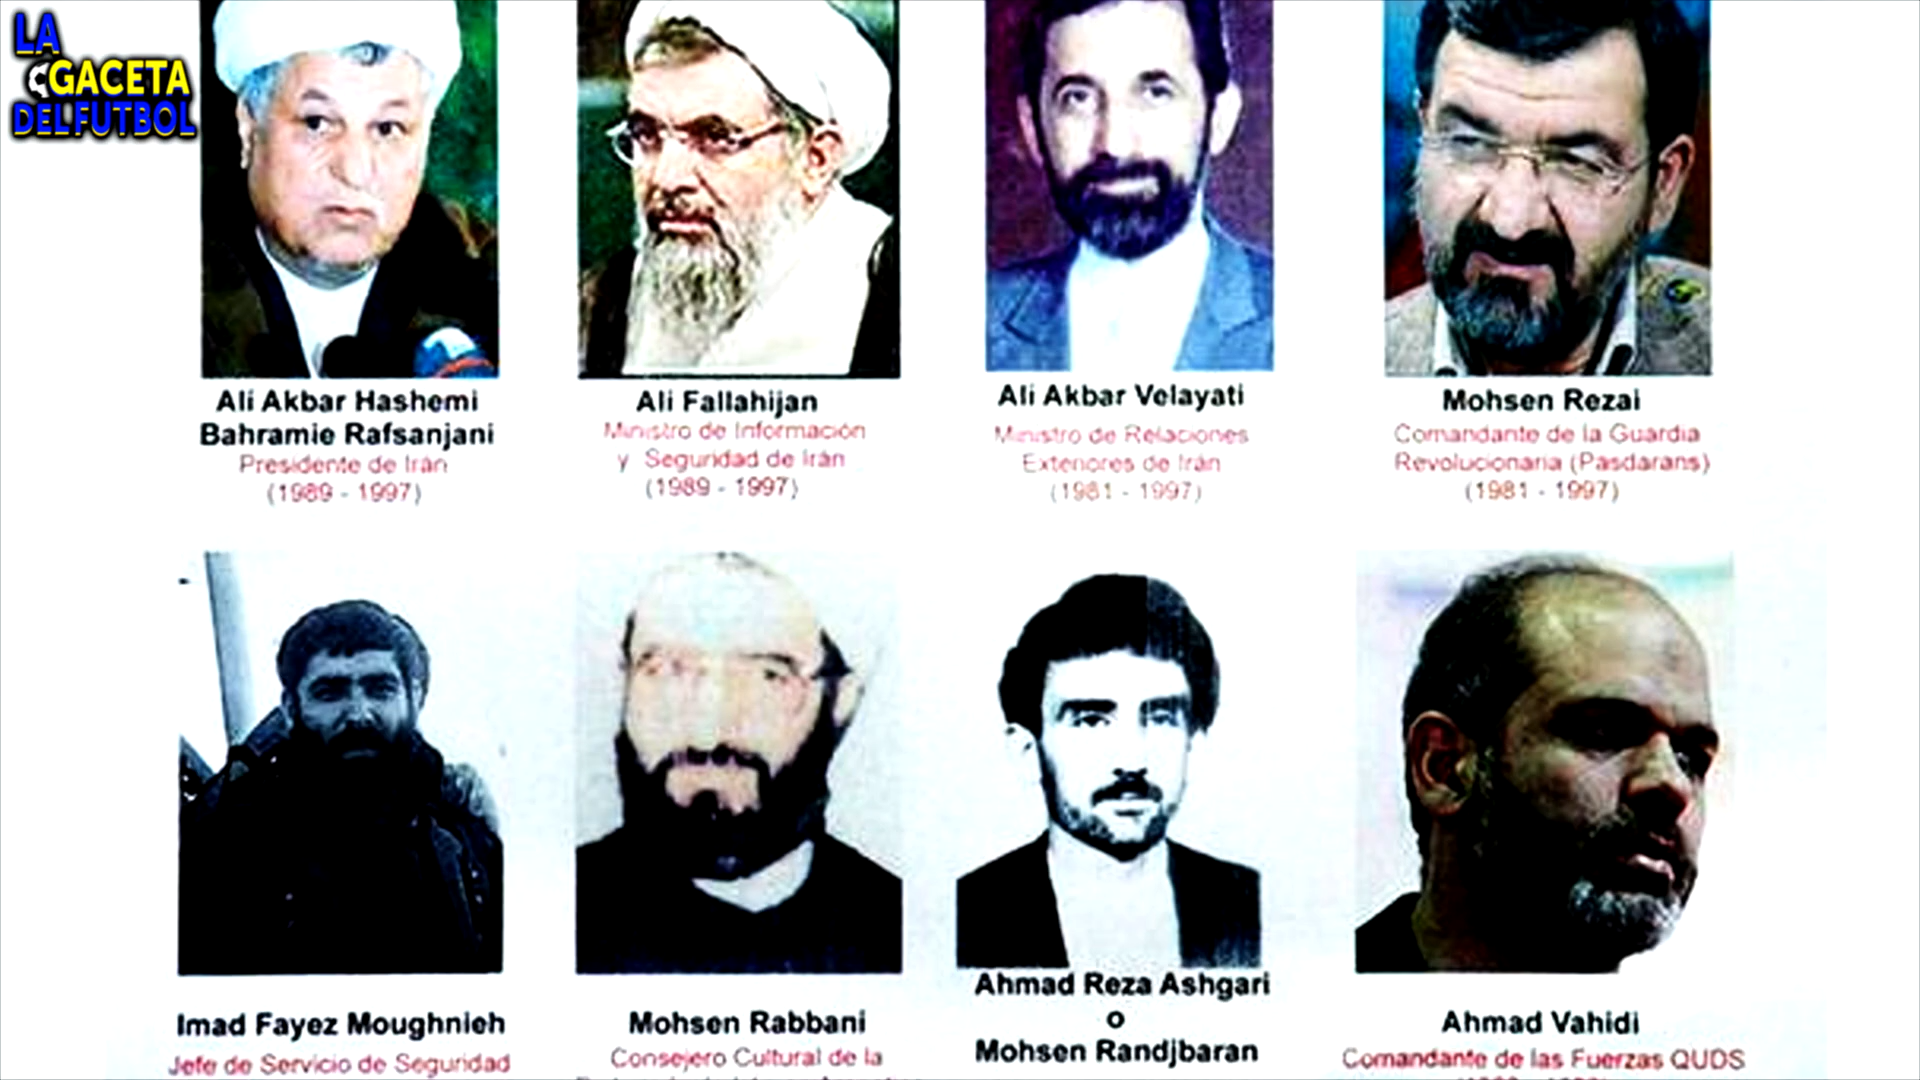 LA
GACETA
DEL FUTBOL
Ali Akbar Hashemi
Bahramie Rafsanjani
Presidente de Irán
(1989 - 1997)
Ali Fallahijan
Ministro de Información
y Seguridad de Irán
(1989 - 1997)
Ali Akbar Velayati
Ministro de Relaciones
Exteriores de Irán
(1981 - 1997)
Mohsen Rezai
Comandante de la Guardia
Revolucionaria (Pasdarans)
(1981 - 1997)
Imad Fayez Moughnieh
Jefe de Servicio de Seguridad
Mohsen Rabbani
Consejero Cultural de la
Ahmad Reza Ashgari
o
Mohsen Randjbaran
Ahmad Vahidi
Comandante de las Fuerzas QUDS